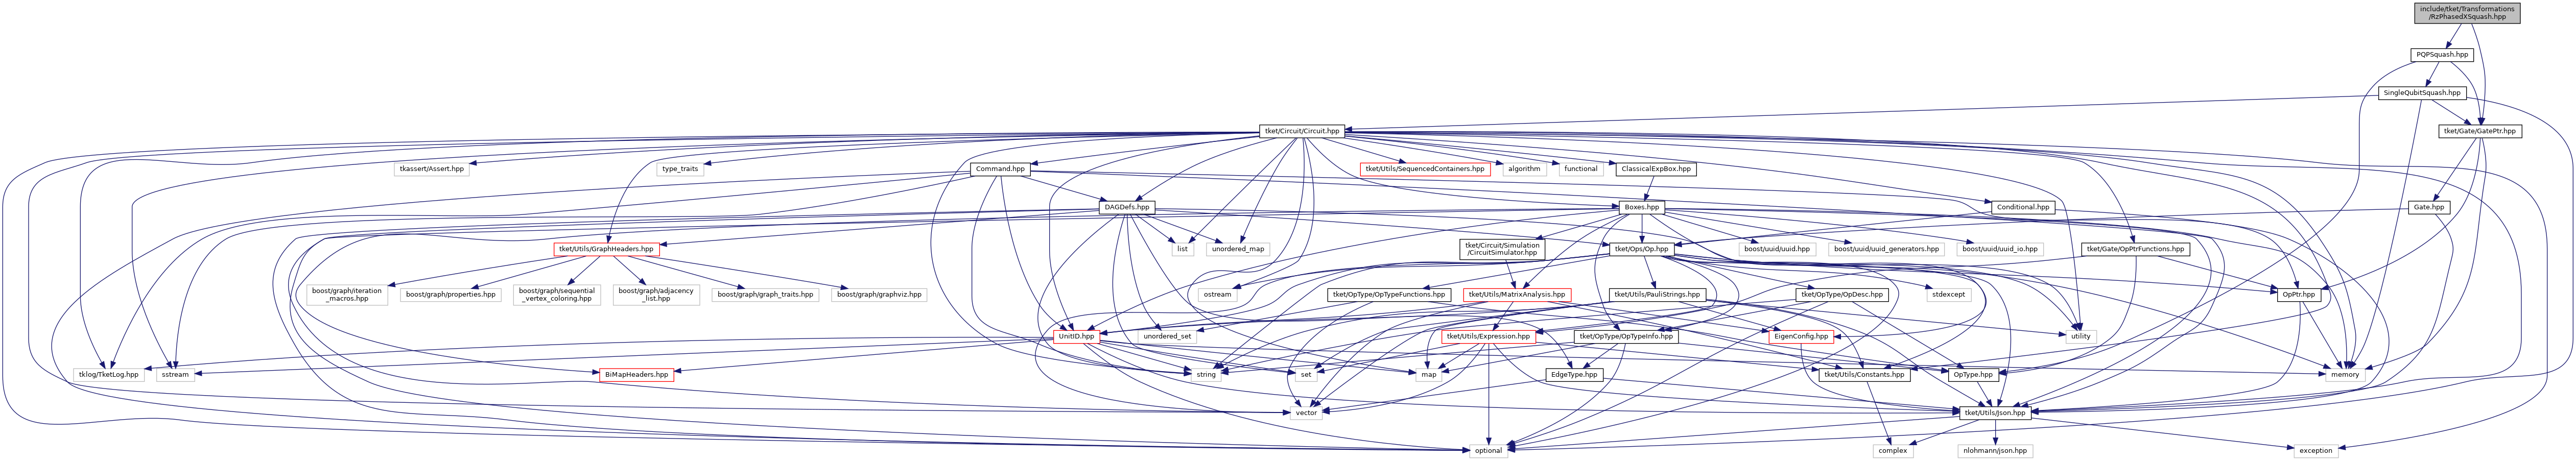 include/tket/Transformations
/RzPhasedXSquash.hpp
PQPSquash.hpp
SingleQubitSquash.hpp
tket/Circuit/Circuit.hpp
tket/Gate/GatePtr.hpp
tkassert/Assert.hpp
type_traits
Command.hpp
tket/Utils/SequencedContainers.hpp
algorithm
functional
ClassicalExpBox.hpp
DAGDefs.hpp
Boxes.hpp
Conditional.hpp
Gate.hpp
tket/Utils/GraphHeaders.hpp
list
unordered_map
tket/Circuit/Simulation
/CircuitSimulator.hpp
tket/Ops/Op.hpp
boost/uuid/uuid.hpp
boost/uuid/uuid_generators.hpp
boost/uuid/uuid_io.hpp
tket/Gate/OpPtrFunctions.hpp
boost/graph/iteration
_macros.hpp
boost/graph/properties.hpp
boost/graph/sequential
_vertex_coloring.hpp
boost/graph/adjacency
_list.hpp
boost/graph/graph_traits.hpp
boost/graph/graphviz.hpp
ostream
tket/OpType/OpTypeFunctions.hpp
tket/Utils/MatrixAnalysis.hpp
tket/Utils/PauliStrings.hpp
tket/OpType/OpDesc.hpp
stdexcept
OpPtr.hpp
UnitID.hpp
unordered_set
tket/Utils/Expression.hpp
tket/OpType/OpTypeInfo.hpp
EigenConfig.hpp
utility
tklog/TketLog.hpp
sstream
BiMapHeaders.hpp
string
set
map
EdgeType.hpp
tket/Utils/Constants.hpp
OpType.hpp
memory
vector
tket/Utils/Json.hpp
optional
complex
nlohmann/json.hpp
exception